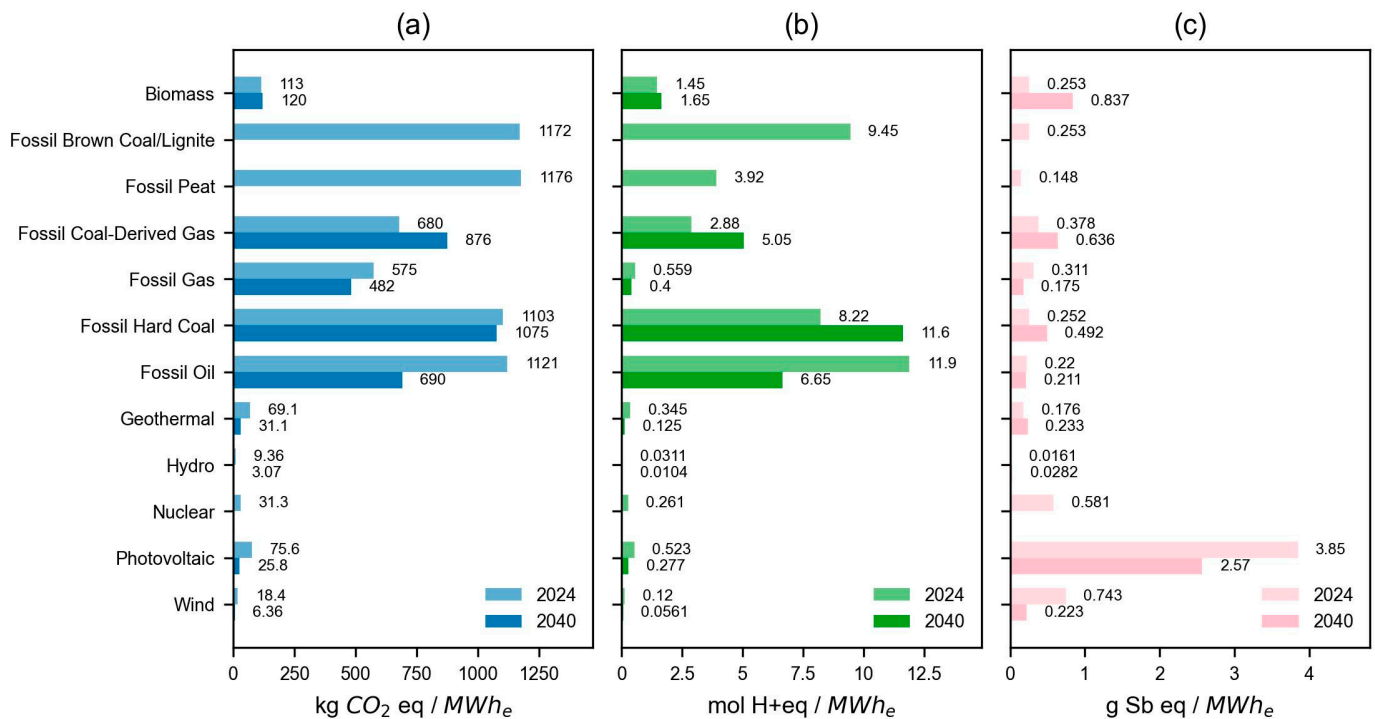 (a) (b) (c)
Biomass 113 1.45 0.253
120 1.65 0.837
Fossil Brown Coal/Lignite 1172 9.45 0.253
Fossil Peat 1176 3.92 0.148
Fossil Coal-Derived Gas 680 2.88 0.378
876 5.05 0.636
Fossil Gas 575 0.559 0.311
482 0.4 0.175
Fossil Hard Coal 1103 8.22 0.252
1075 11.6 0.492
Fossil Oil 1121 11.9 0.22
690 6.65 0.211
Geothermal 69.1 0.345 0.176
31.1 0.125 0.233
Hydro 9.36 0.0311 0.0161
3.07 0.0104 0.0282
Nuclear 31.3 0.261 0.581
Photovoltaic 75.6 0.523 3.85
25.8 0.277 2.57
Wind 18.4 0.12 0.743
6.36 0.0561 0.223
2024 2024 2024
2040 2040 2040
0 250 500 750 1000 1250 0 2.5 5 7.5 10 12.5 0 1 2 3 4
kg CO₂ eq / MWhₑ mol H+eq / MWhₑ g Sb eq / MWhₑ